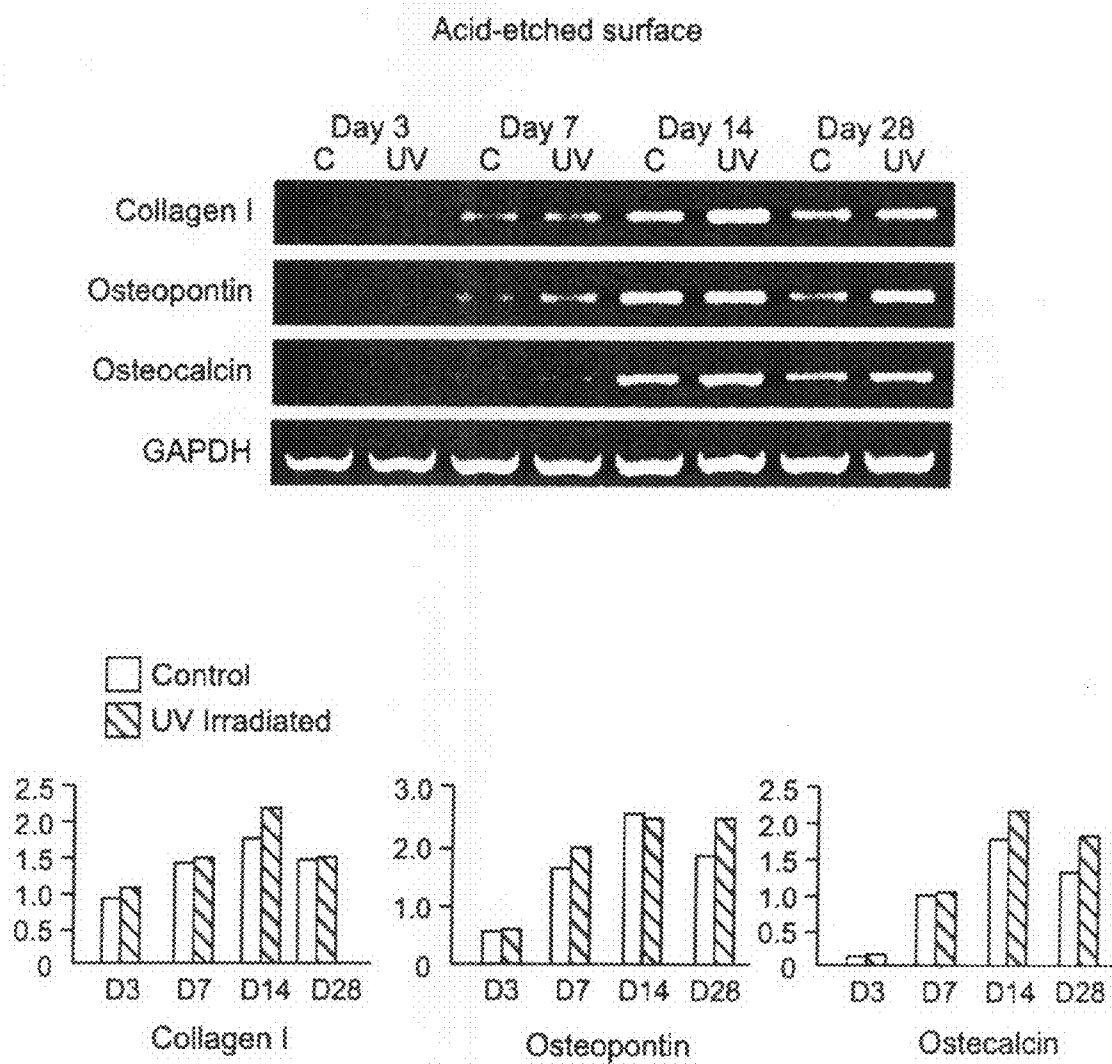 Acid-etched surface
Day 3 Day 7 Day 14 Day 28
C UV C UV C UV C UV
Collagen I
Osteopontin
Osteocalcin
GAPDH
Control
UV Irradiated
2.5
2.0
1.5
1.0
0.5
0
D3 D7 D14 D28
Collagen I
3.0
2.0
1.0
0
D3 D7 D14 D28
Osteopontin
2.5
2.0
1.5
1.0
0.5
0
D3 D7 D14 D28
Ostecalcin